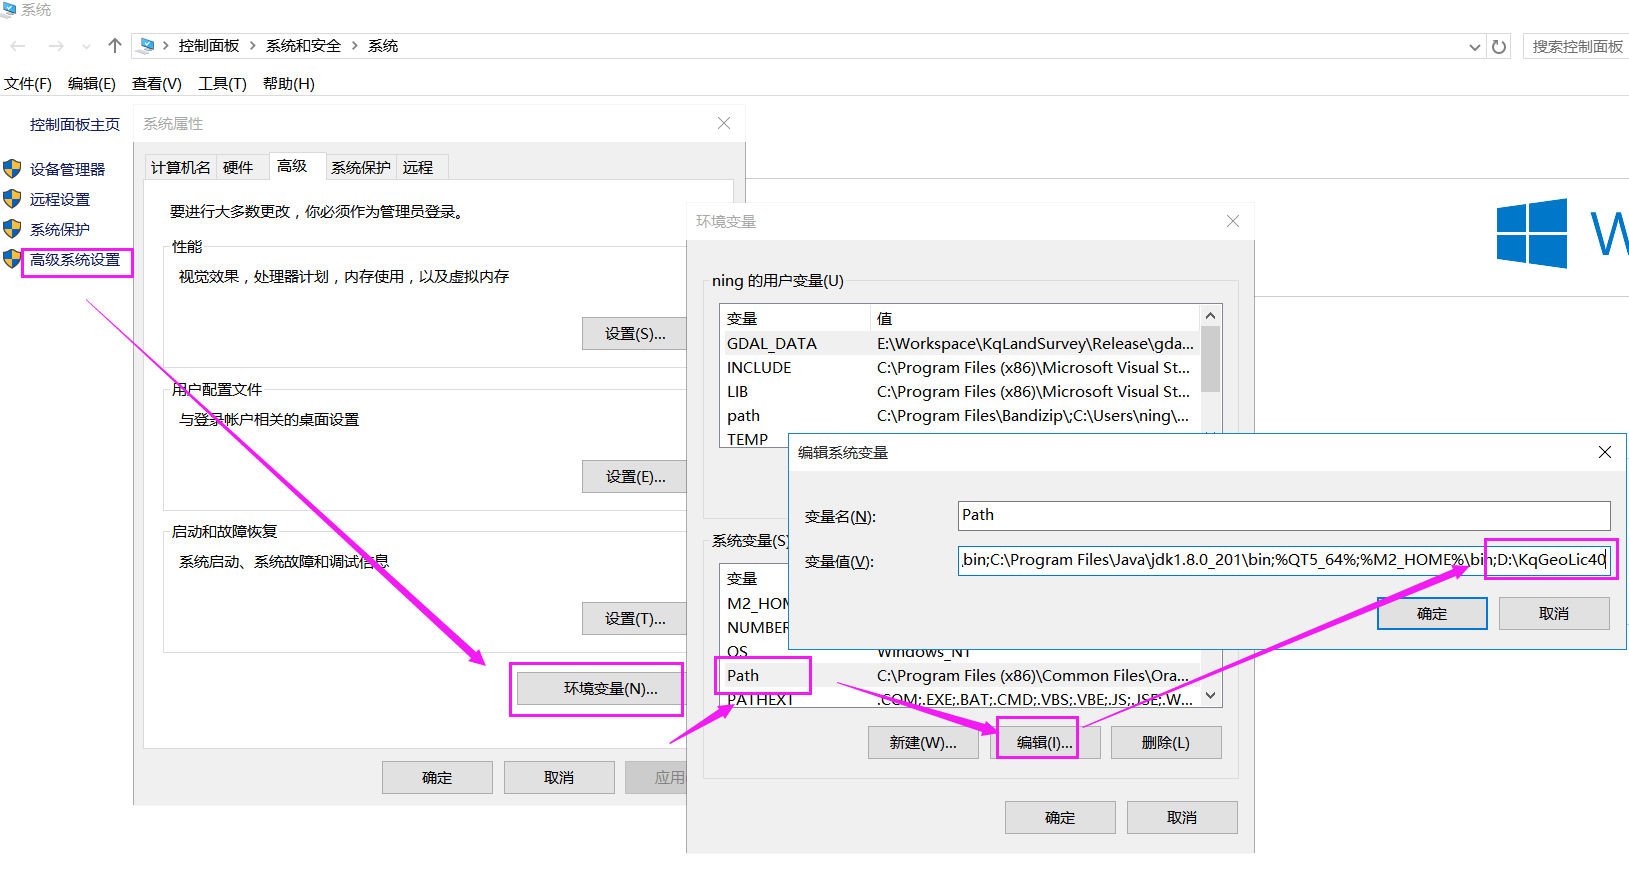 系统
控制面板 › 系统和安全 › 系统
搜索控制面板
文件(F) 编辑(E) 查看(V) 工具(T) 帮助(H)
控制面板主页
设备管理器
远程设置
系统保护
高级系统设置
系统属性
计算机名 硬件 高级 系统保护 远程
要进行大多数更改，你必须作为管理员登录。
性能
视觉效果，处理器计划，内存使用，以及虚拟内存
设置(S)...
用户配置文件
与登录帐户相关的桌面设置
设置(E)...
启动和故障恢复
系统启动、系统故障和调试信息
设置(T)...
环境变量(N)...
确定 取消 应用
环境变量
ning 的用户变量(U)
变量 值
GDAL_DATA E:\Workspace\KqLandSurvey\Release\gda...
INCLUDE C:\Program Files (x86)\Microsoft Visual St...
LIB C:\Program Files (x86)\Microsoft Visual St...
path C:\Program Files\Bandizip\;C:\Users\ning\...
TEMP
系统变量(S)
变量
M2_HOM
NUMBER
OS Windows_NT
Path C:\Program Files (x86)\Common Files\Ora...
PATHEXT .COM;.EXE;.BAT;.CMD;.VBS;.VBE;.JS;.JSE;.W...
新建(W)... 编辑(I)... 删除(L)
确定 取消
编辑系统变量
变量名(N): Path
变量值(V): bin;C:\Program Files\Java\jdk1.8.0_201\bin;%QT5_64%;%M2_HOME%\bin;D:\KqGeoLic40
确定 取消
W